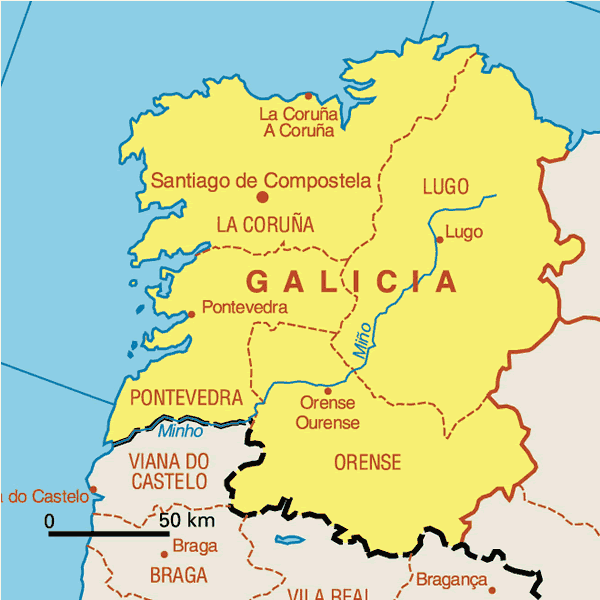 La Coruña
A Coruña
Santiago de Compostela
LUGO
LA CORUÑA
Lugo
GALICIA
Pontevedra
Miño
PONTEVEDRA
Orense
Ourense
Minho
VIANA DO
CASTELO
ORENSE
do Castelo
0 50 km
Braga
BRAGA
Bragança
VILA REAL